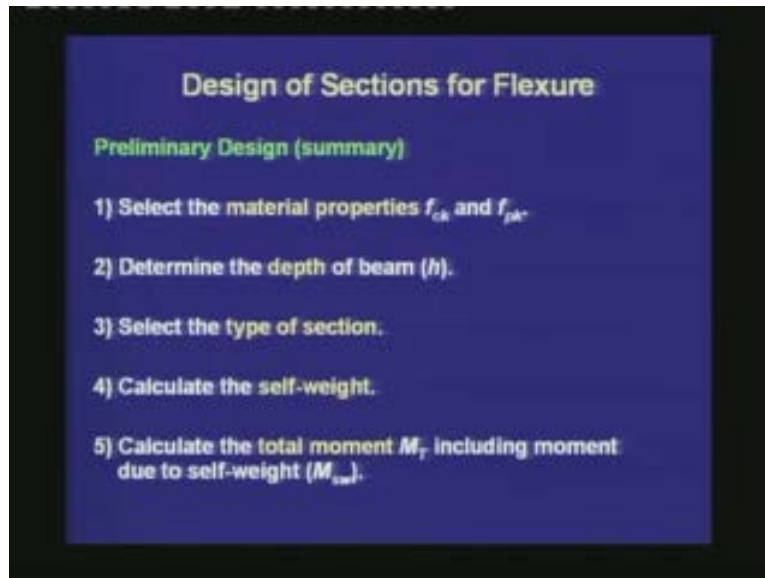 Design of Sections for Flexure
Preliminary Design (summary)
1) Select the material properties fck and fpk.
2) Determine the depth of beam (h).
3) Select the type of section.
4) Calculate the self-weight.
5) Calculate the total moment MT including moment
due to self-weight (Msw).